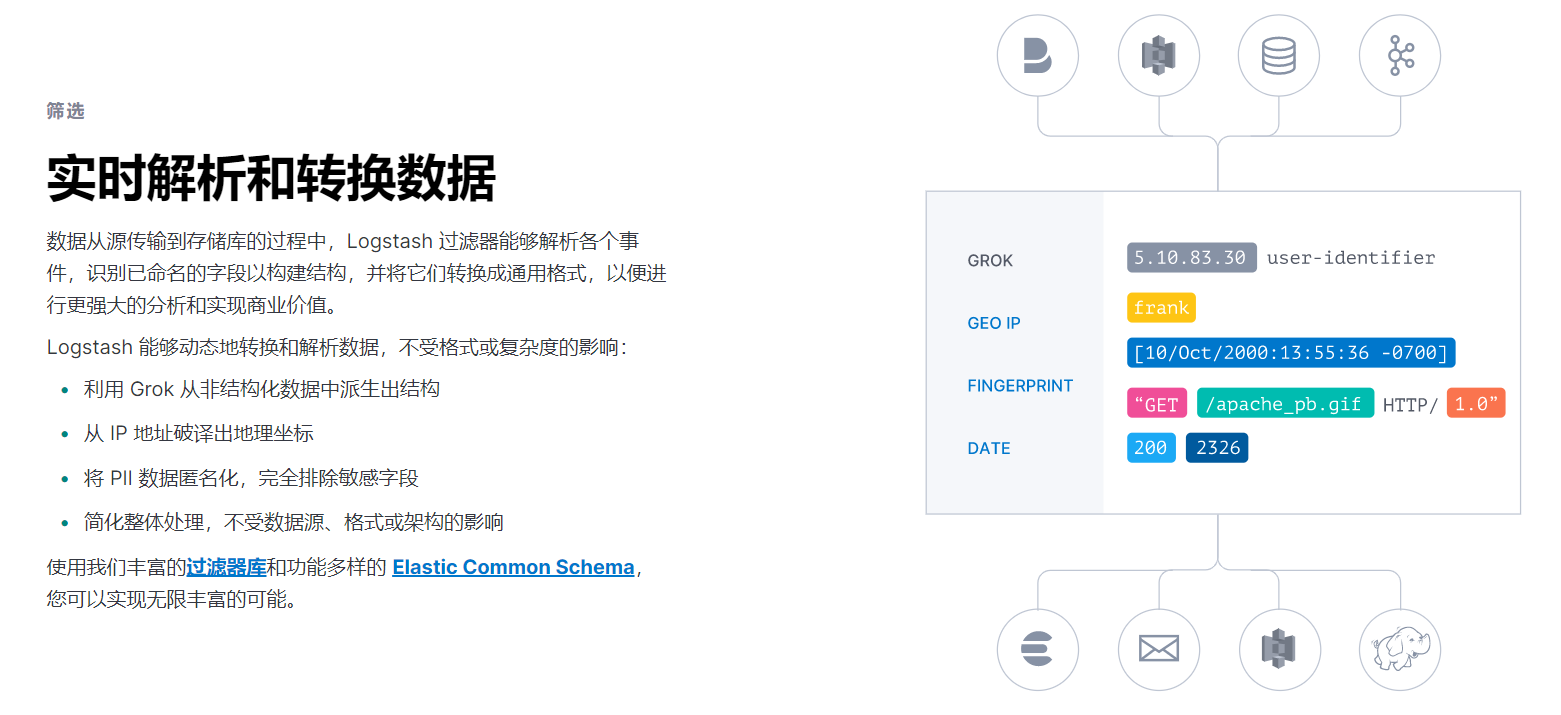 筛选
实时解析和转换数据
数据从源传输到存储库的过程中，Logstash 过滤器能够解析各个事
件，识别已命名的字段以构建结构，并将它们转换成通用格式，以便进
行更强大的分析和实现商业价值。
Logstash 能够动态地转换和解析数据，不受格式或复杂度的影响：
• 利用 Grok 从非结构化数据中派生出结构
• 从 IP 地址破译出地理坐标
• 将 PII 数据匿名化，完全排除敏感字段
• 简化整体处理，不受数据源、格式或架构的影响
使用我们丰富的过滤器库和功能多样的 Elastic Common Schema，
您可以实现无限丰富的可能。
GROK
GEO IP
FINGERPRINT
DATE
5.10.83.30 user-identifier
frank
[10/Oct/2000:13:55:36 -0700]
“GET /apache_pb.gif HTTP/ 1.0”
200 2326